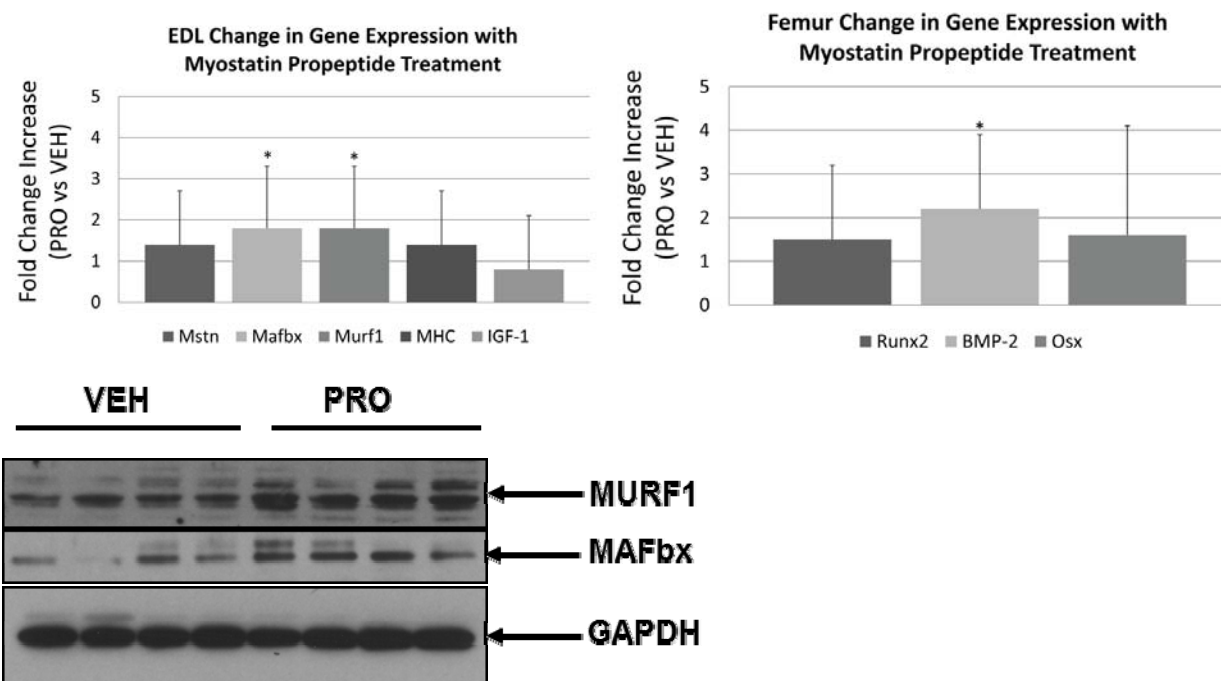 EDL Change in Gene Expression with
Myostatin Propeptide Treatment
Fold Change Increase
(PRO vs VEH)
5
4
3
2
1
0
*
*
Mstn Mafbx Murf1 MHC IGF-1
Femur Change in Gene Expression with
Myostatin Propeptide Treatment
Fold Change Increase
(PRO vs VEH)
5
4
3
2
1
0
*
Runx2 BMP-2 Osx
VEH PRO
MURF1
MAFbx
GAPDH